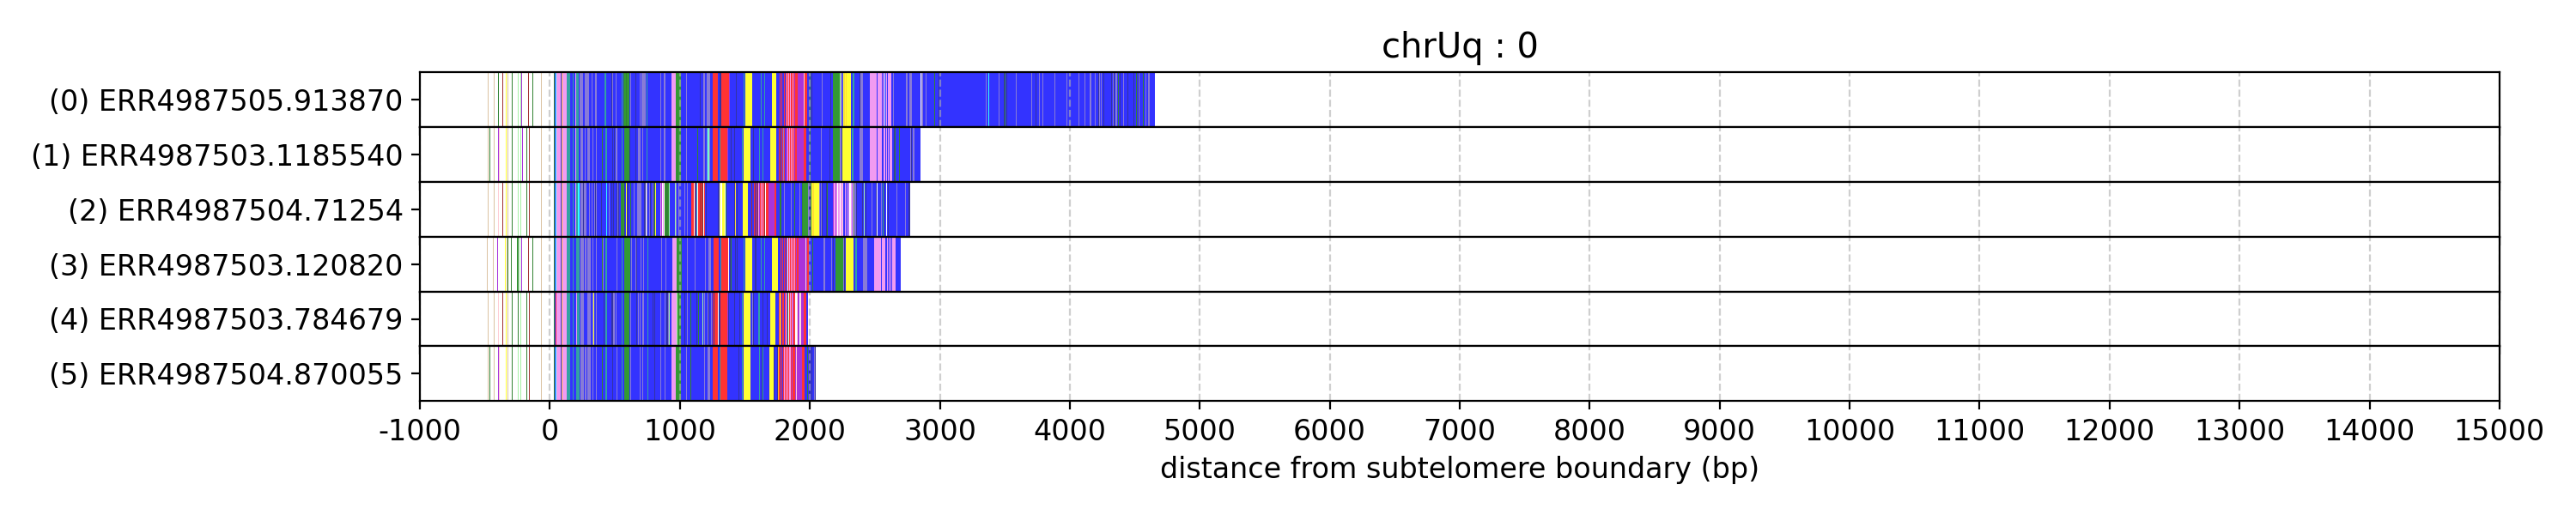 chrUq : 0
(0) ERR4987505.913870
(1) ERR4987503.1185540
(2) ERR4987504.71254
(3) ERR4987503.120820
(4) ERR4987503.784679
(5) ERR4987504.870055
-1000 0 1000 2000 3000 4000 5000 6000 7000 8000 9000 10000 11000 12000 13000 14000 15000
distance from subtelomere boundary (bp)